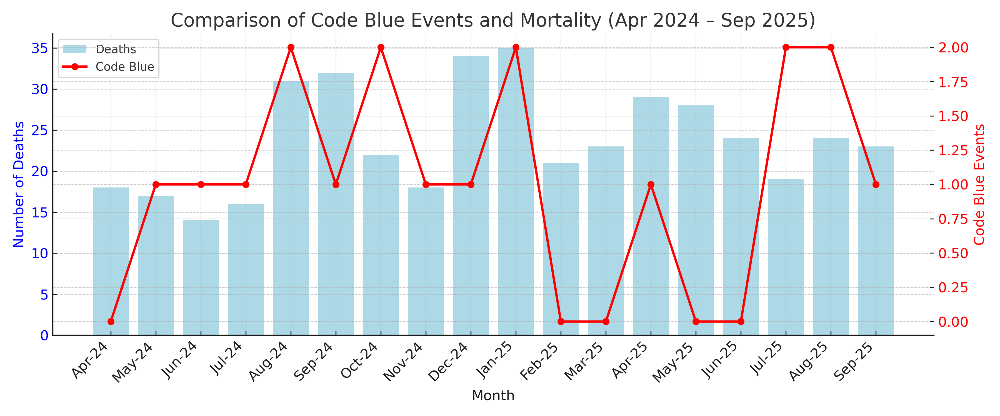 Comparison of Code Blue Events and Mortality (Apr 2024 – Sep 2025)
Deaths
Code Blue
Number of Deaths
35
30
25
20
15
10
5
0
2.00
1.75
1.50
1.25
1.00
0.75
0.50
0.25
0.00
Code Blue Events
Apr-24
May-24
Jun-24
Jul-24
Aug-24
Sep-24
Oct-24
Nov-24
Dec-24
Jan-25
Feb-25
Mar-25
Apr-25
May-25
Jun-25
Jul-25
Aug-25
Sep-25
Month